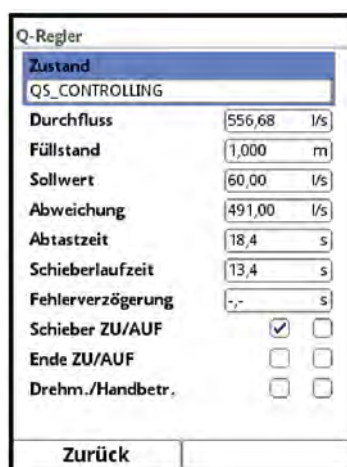 Q-Regler
Zustand
QS_CONTROLLING
Durchfluss 556,68 l/s
Füllstand 1,000 m
Sollwert 60,00 l/s
Abweichung 491,00 l/s
Abtastzeit 18,4 s
Schieberlaufzeit 13,4 s
Fehlerverzögerung -,- s
Schieber ZU/AUF
Ende ZU/AUF
Drehm./Handbetr.
Zurück